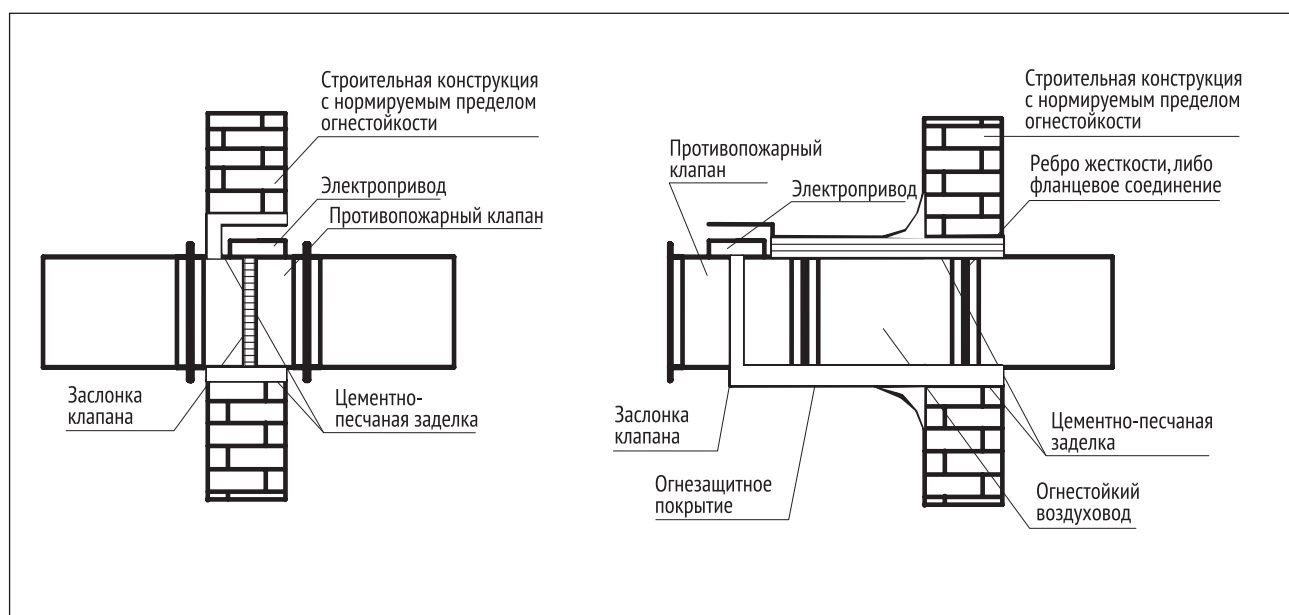 Строительная конструкция
с нормируемым пределом
огнестойкости
Электропривод
Противопожарный клапан
Заслонка
клапана
Цементно-
песчаная заделка
Строительная конструкция
с нормируемым пределом
огнестойкости
Противопожарный
клапан
Электропривод
Ребро жесткости, либо
фланцевое соединение
Заслонка
клапана
Цементно-песчаная
заделка
Огнезащитное
покрытие
Огнестойкий
воздуховод